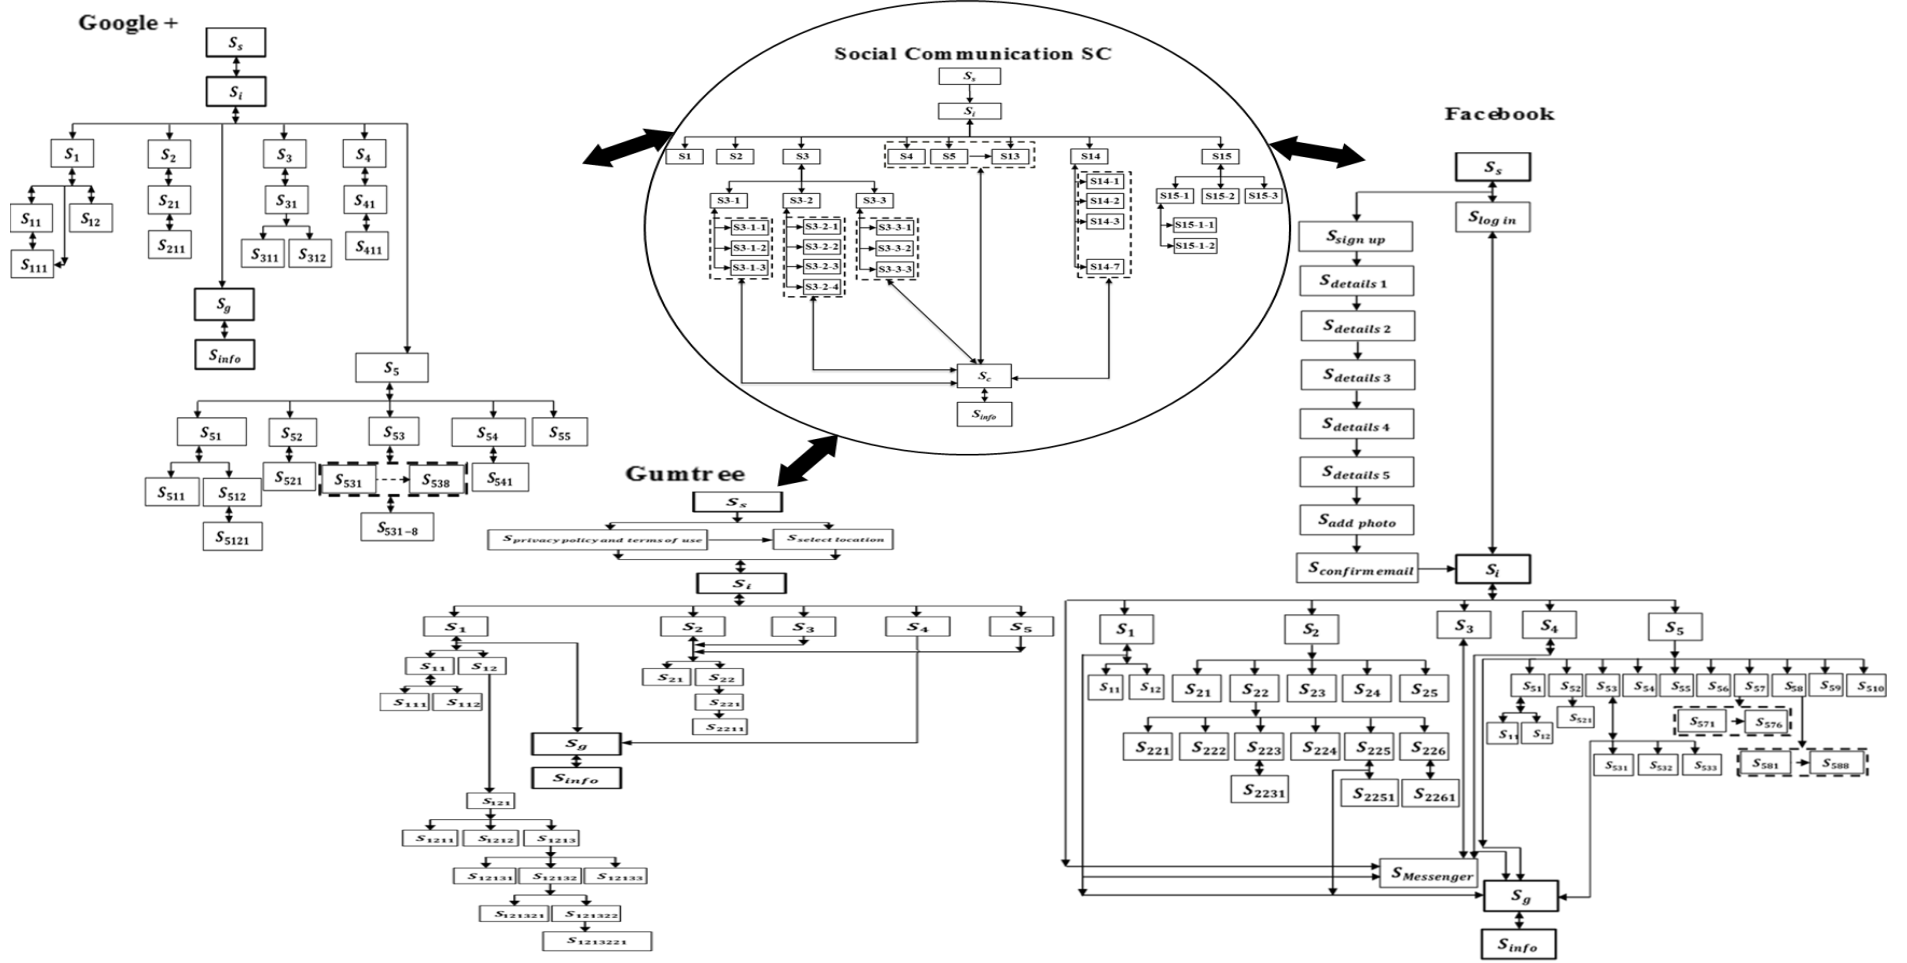 Google +
S_s
S_i
S_1 S_2 S_3 S_4
S_11 S_12 S_21 S_31 S_41
S_111 S_211 S_311 S_312 S_411
S_g
S_info
S_5
S_51 S_52 S_53 S_54 S_55
S_511 S_512 S_521 S_531 S_538 S_541
S_5121 S_531−8
Social Communication SC
S_s
S_i
S1 S2 S3 S4 S5 S13 S14 S15
S3-1 S3-2 S3-3
S3-1-1 S3-2-1 S3-3-1
S3-1-2 S3-2-2 S3-3-2
S3-1-3 S3-2-3 S3-3-3
S3-2-4
S14-1
S14-2
S14-3
S14-7
S15-1 S15-2 S15-3
S15-1-1
S15-1-2
S_c
S_info
Gumtree
S_s
S_privacy policy and terms of use S_select location
S_i
S_1 S_2 S_3 S_4 S_5
S_11 S_12 S_21 S_22
S_111 S_112 S_221
S_2211
S_g
S_info
S_121
S_1211 S_1212 S_1213
S_12131 S_12132 S_12133
S_121321 S_121322
S_1213221
Facebook
S_s
S_log in
S_sign up
S_details 1
S_details 2
S_details 3
S_details 4
S_details 5
S_add photo
S_confirm email S_i
S_1 S_2 S_3 S_4 S_5
S_11 S_12 S_21 S_22 S_23 S_24 S_25 S_51 S_52 S_53 S_54 S_55 S_56 S_57 S_58 S_59 S_510
S_221 S_222 S_223 S_224 S_225 S_226 S_11 S_12 S_521 S_571 S_576
S_2231 S_2251 S_2261 S_531 S_532 S_533 S_581 S_588
S_Messenger
S_g
S_info